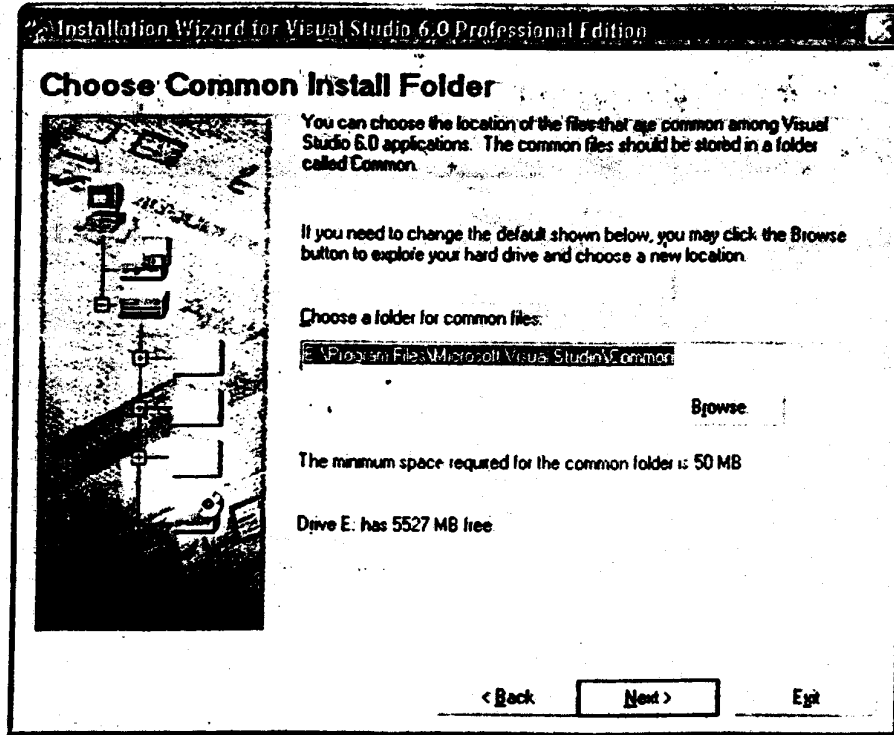 Installation Wizard for Visual Studio 6.0 Professional Edition
Choose Common Install Folder
You can choose the location of the files that are common among Visual
Studio 6.0 applications. The common files should be stored in a folder
called Common.
If you need to change the default shown below, you may click the Browse
button to explore your hard drive and choose a new location.
Choose a folder for common files:
E:\Program Files\Microsoft Visual Studio\Common
Browse
The minimum space required for the common folder is 50 MB
Drive E: has 5527 MB free
< Back
Next >
Exit